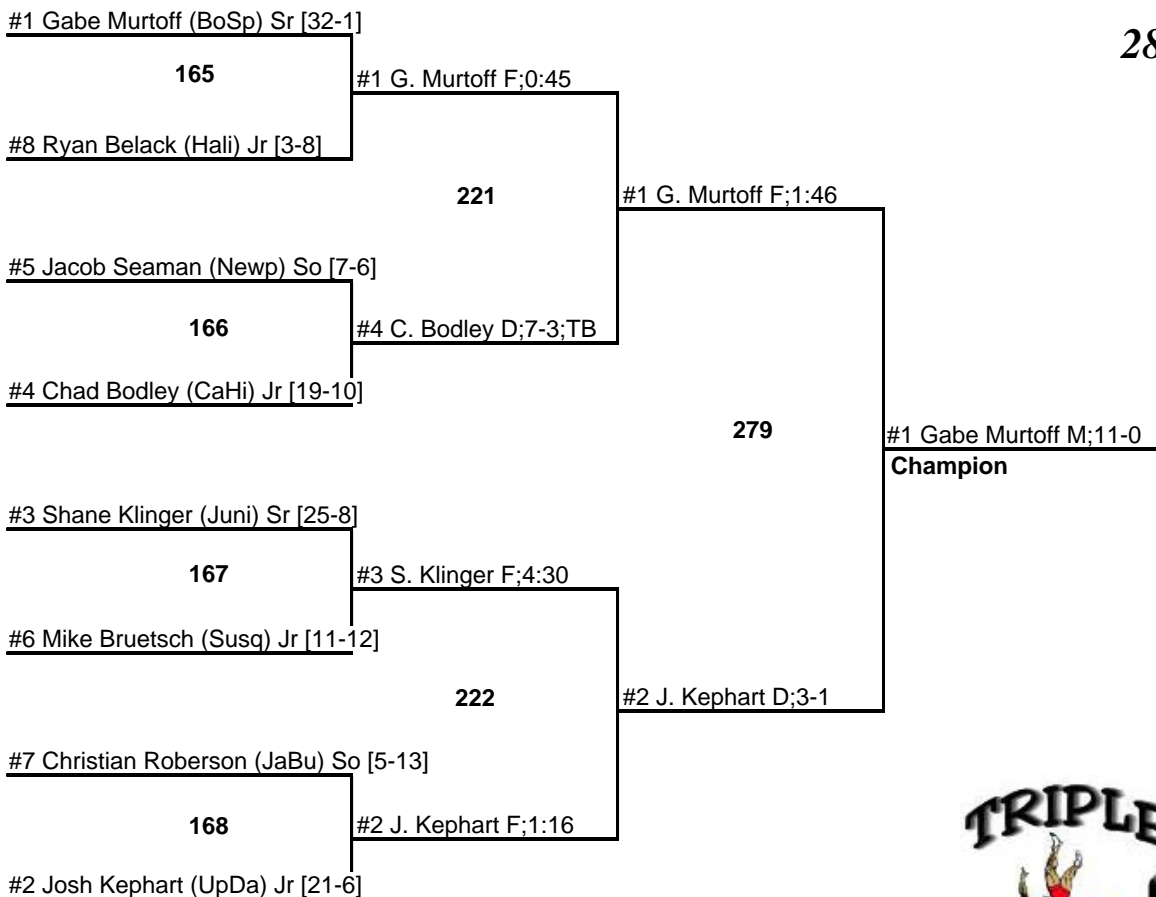 #1 Gabe Murtoff (BoSp) Sr [32-1]
28
165
#1 G. Murtoff F;0:45
#8 Ryan Belack (Hali) Jr [3-8]
221
#1 G. Murtoff F;1:46
#5 Jacob Seaman (Newp) So [7-6]
166
#4 C. Bodley D;7-3;TB
#4 Chad Bodley (CaHi) Jr [19-10]
279
#1 Gabe Murtoff M;11-0
Champion
#3 Shane Klinger (Juni) Sr [25-8]
167
#3 S. Klinger F;4:30
#6 Mike Bruetsch (Susq) Jr [11-12]
222
#2 J. Kephart D;3-1
#7 Christian Roberson (JaBu) So [5-13]
168
#2 J. Kephart F;1:16
#2 Josh Kephart (UpDa) Jr [21-6]
TRIPLE